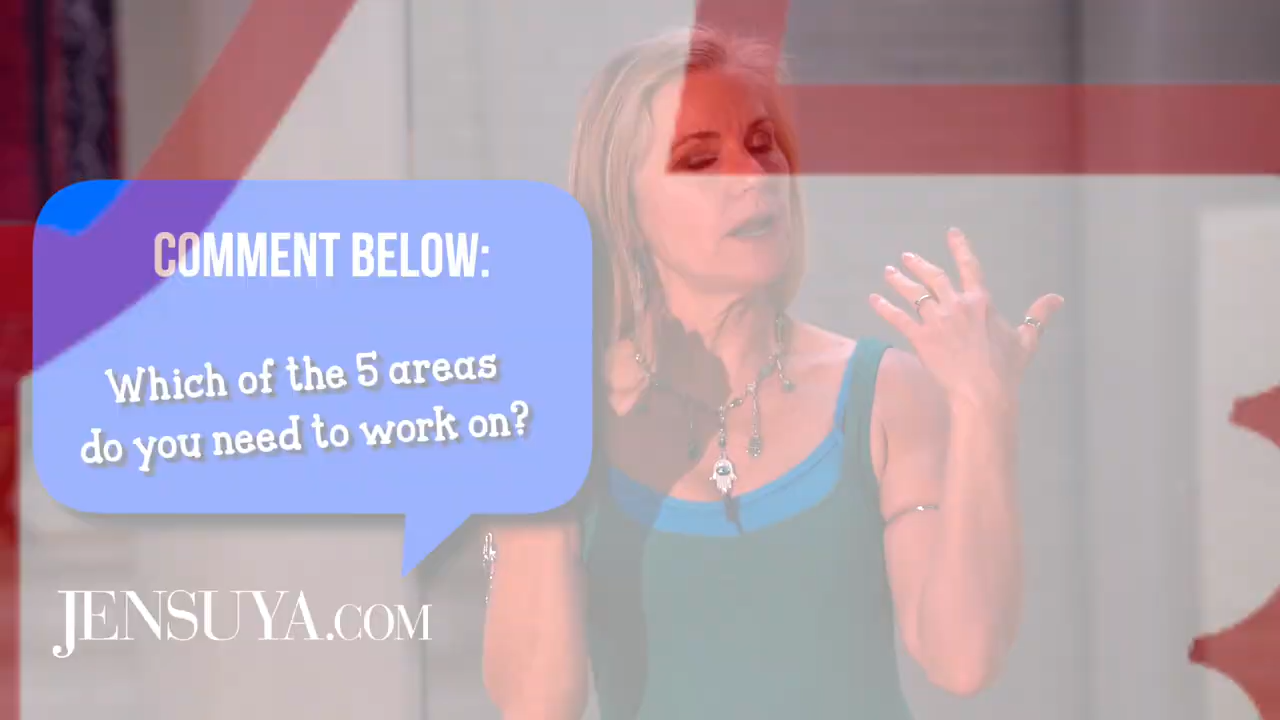 COMMENT BELOW:
Which of the 5 areas
do you need to work on?
JENSUYA.COM